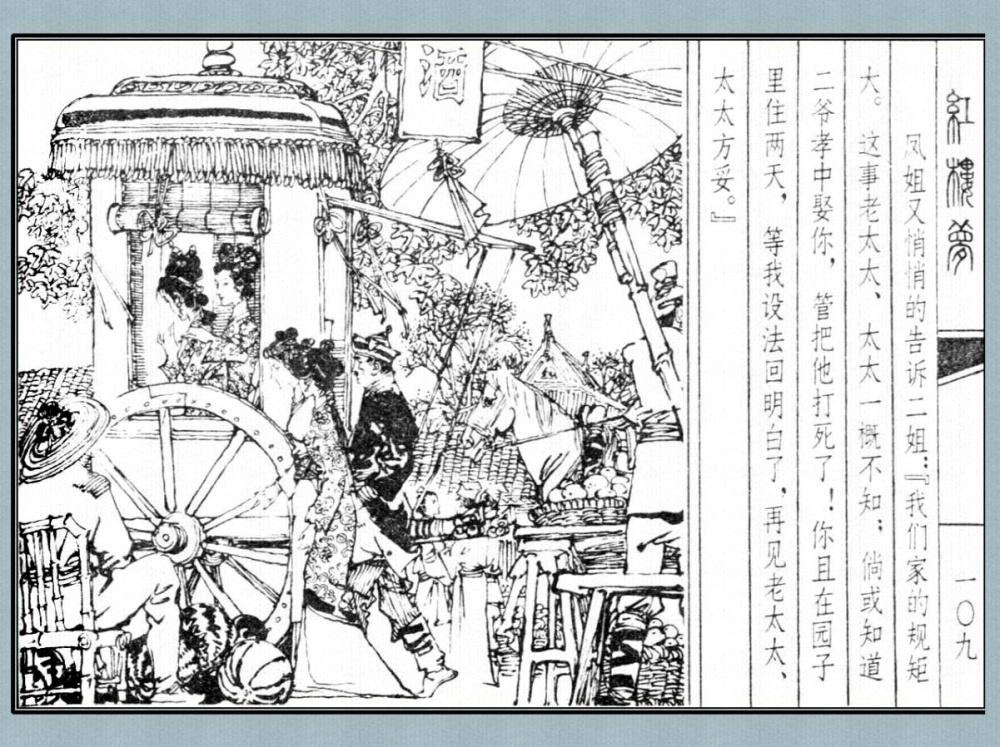 紅樓夢
一〇九
凤姐又悄悄的告诉二姐：『我们家的规矩
大。这事老太太、太太一概不知；倘或知道
二爷孝中娶你，管把他打死了！你且在园子
里住两天，等我设法回明白了，再见老太太、
太太方妥。』
酒